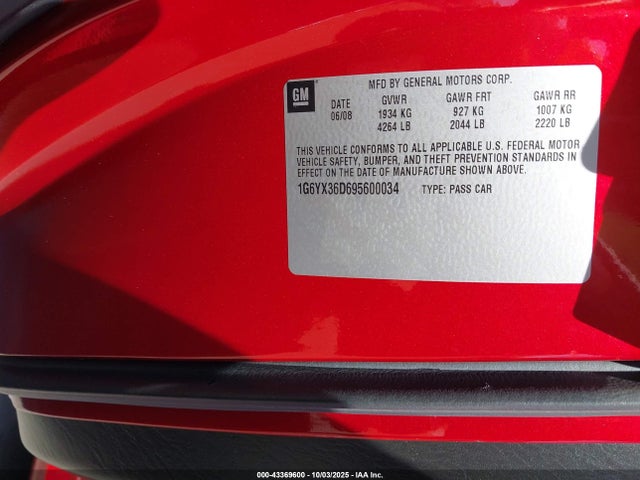 GM
MFD BY GENERAL MOTORS CORP.
DATE GVWR GAWR FRT GAWR RR
06/08 1934 KG 927 KG 1007 KG
4264 LB 2044 LB 2220 LB
THIS VEHICLE CONFORMS TO ALL APPLICABLE U.S. FEDERAL MOTOR
VEHICLE SAFETY, BUMPER, AND THEFT PREVENTION STANDARDS IN
EFFECT ON THE DATE OF MANUFACTURE SHOWN ABOVE.
1G6YX36D695600034 TYPE: PASS CAR
000-43369600 - 10/03/2025 - IAA Inc.